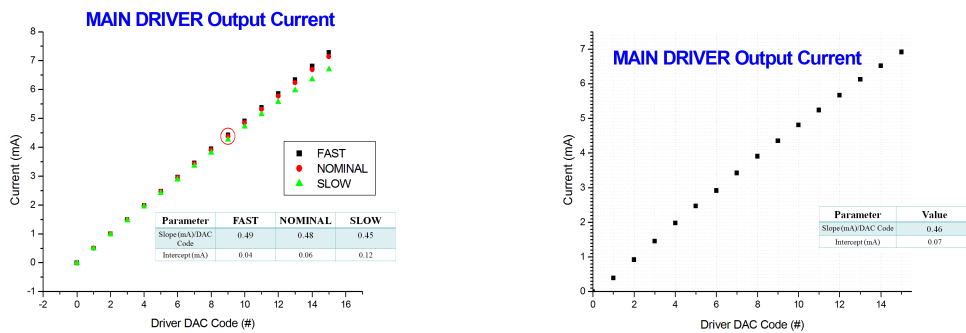 MAIN DRIVER Output Current
8
7
6
5
4
3
2
1
0
-1
Current (mA)
-2
0
2
4
6
8
10
12
14
16
Driver DAC Code (#)
FAST
NOMINAL
SLOW
Parameter FAST NOMINAL SLOW
Slope(mA)/DAC Code 0.49 0.48 0.45
Intercept(mA) 0.04 0.06 0.12
MAIN DRIVER Output Current
7
6
5
4
3
2
1
0
Current (mA)
0
2
4
6
8
10
12
14
Driver DAC Code (#)
Parameter Value
Slope(mA)/DAC Code 0.46
Intercept(mA) 0.07